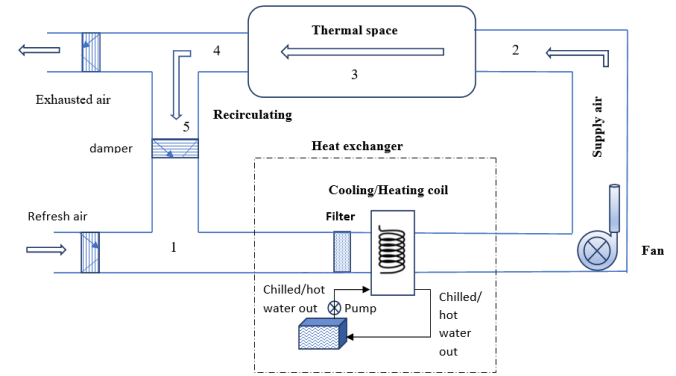 Thermal space
4
2
3
Exhausted air
Recirculating
Supply air
5
damper
Heat exchanger
Cooling/Heating coil
Refresh air
Filter
1
Fan
Chilled/hot
water out
Pump
Chilled/
hot
water
out